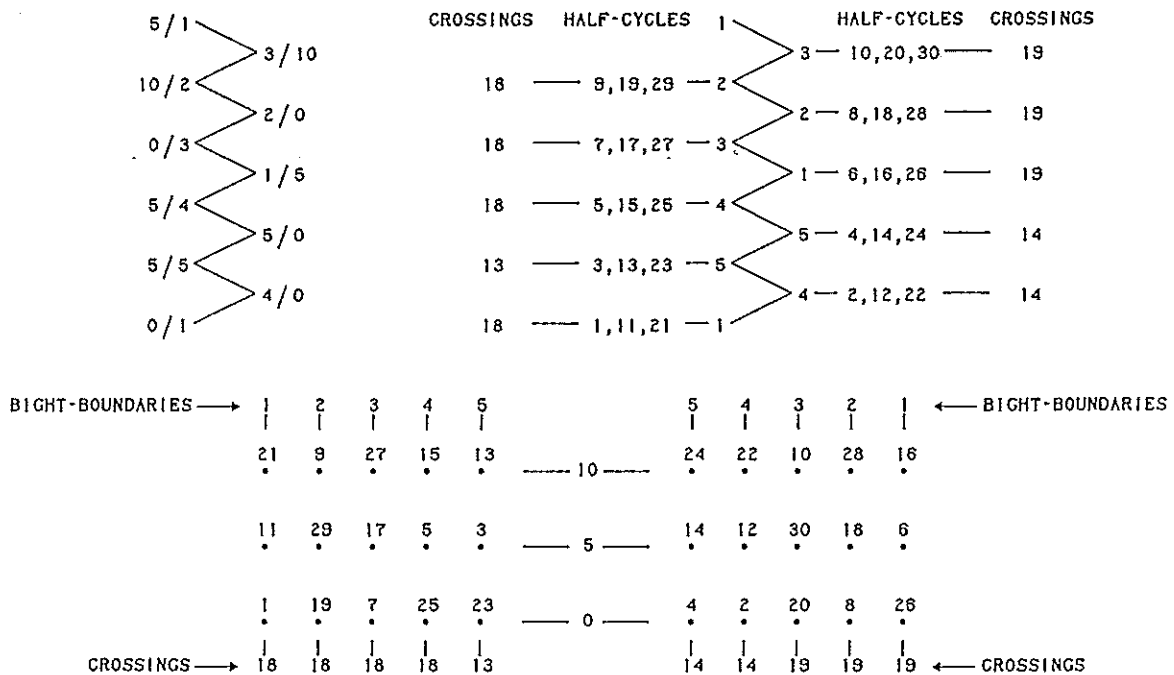 5/1 CROSSINGS HALF-CYCLES 1 HALF-CYCLES CROSSINGS
3/10 3 10,20,30 19
10/2 18 9,19,29 2
2/0 2 8,18,28 19
0/3 18 7,17,27 3
1/5 1 6,16,26 19
5/4 18 5,15,25 4
5/0 5 4,14,24 14
5/5 13 3,13,23 5
4/0 4 2,12,22 14
0/1 18 1,11,21 1
BIGHT-BOUNDARIES 1 2 3 4 5 5 4 3 2 1 BIGHT-BOUNDARIES
21 9 27 15 13 24 22 10 28 16
10
11 29 17 5 3 14 12 30 18 6
5
1 19 7 25 23 4 2 20 8 26
0
CROSSINGS 18 18 18 18 13 14 14 19 19 19 CROSSINGS